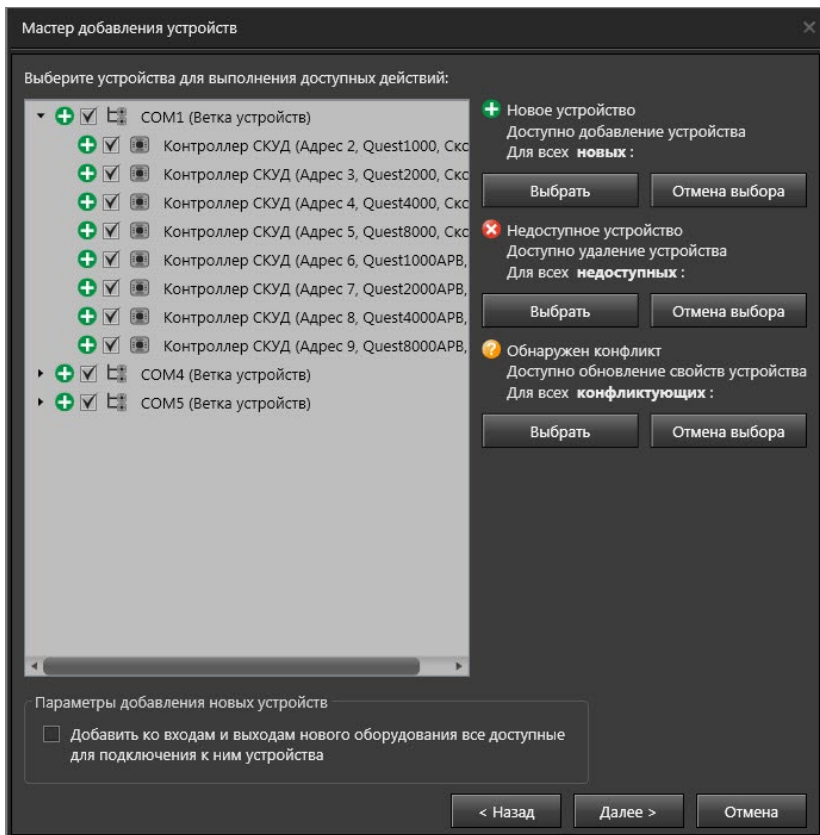 Мастер добавления устройств
Выберите устройства для выполнения доступных действий:
COM1 (Ветка устройств)
Контроллер СКУД (Адрес 2, Quest1000, Скс
Контроллер СКУД (Адрес 3, Quest2000, Скс
Контроллер СКУД (Адрес 4, Quest4000, Скс
Контроллер СКУД (Адрес 5, Quest8000, Скс
Контроллер СКУД (Адрес 6, Quest1000APB,
Контроллер СКУД (Адрес 7, Quest2000APB,
Контроллер СКУД (Адрес 8, Quest4000APB,
Контроллер СКУД (Адрес 9, Quest8000APB,
COM4 (Ветка устройств)
COM5 (Ветка устройств)
Новое устройство
Доступно добавление устройства
Для всех новых :
Выбрать Отмена выбора
Недоступное устройство
Доступно удаление устройства
Для всех недоступных :
Выбрать Отмена выбора
Обнаружен конфликт
Доступно обновление свойств устройства
Для всех конфликтующих :
Выбрать Отмена выбора
Параметры добавления новых устройств
Добавить ко входам и выходам нового оборудования все доступные
для подключения к ним устройства
< Назад Далее > Отмена